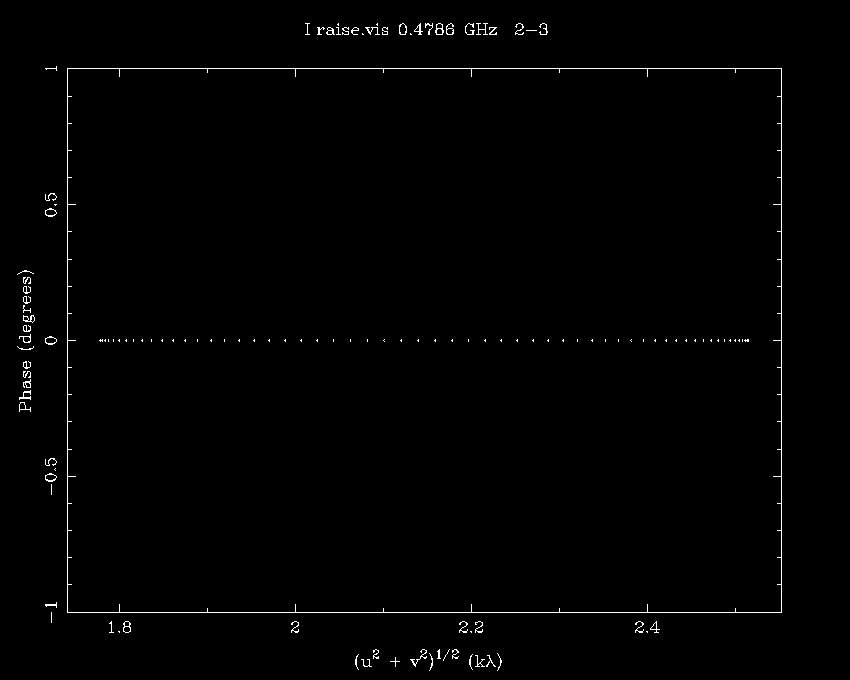 I raise.vis 0.4786 GHz 2−3
1
0.5
0
−0.5
−1
Phase (degrees)
1.8 2 2.2 2.4
(u² + v²)¹/² (kλ)